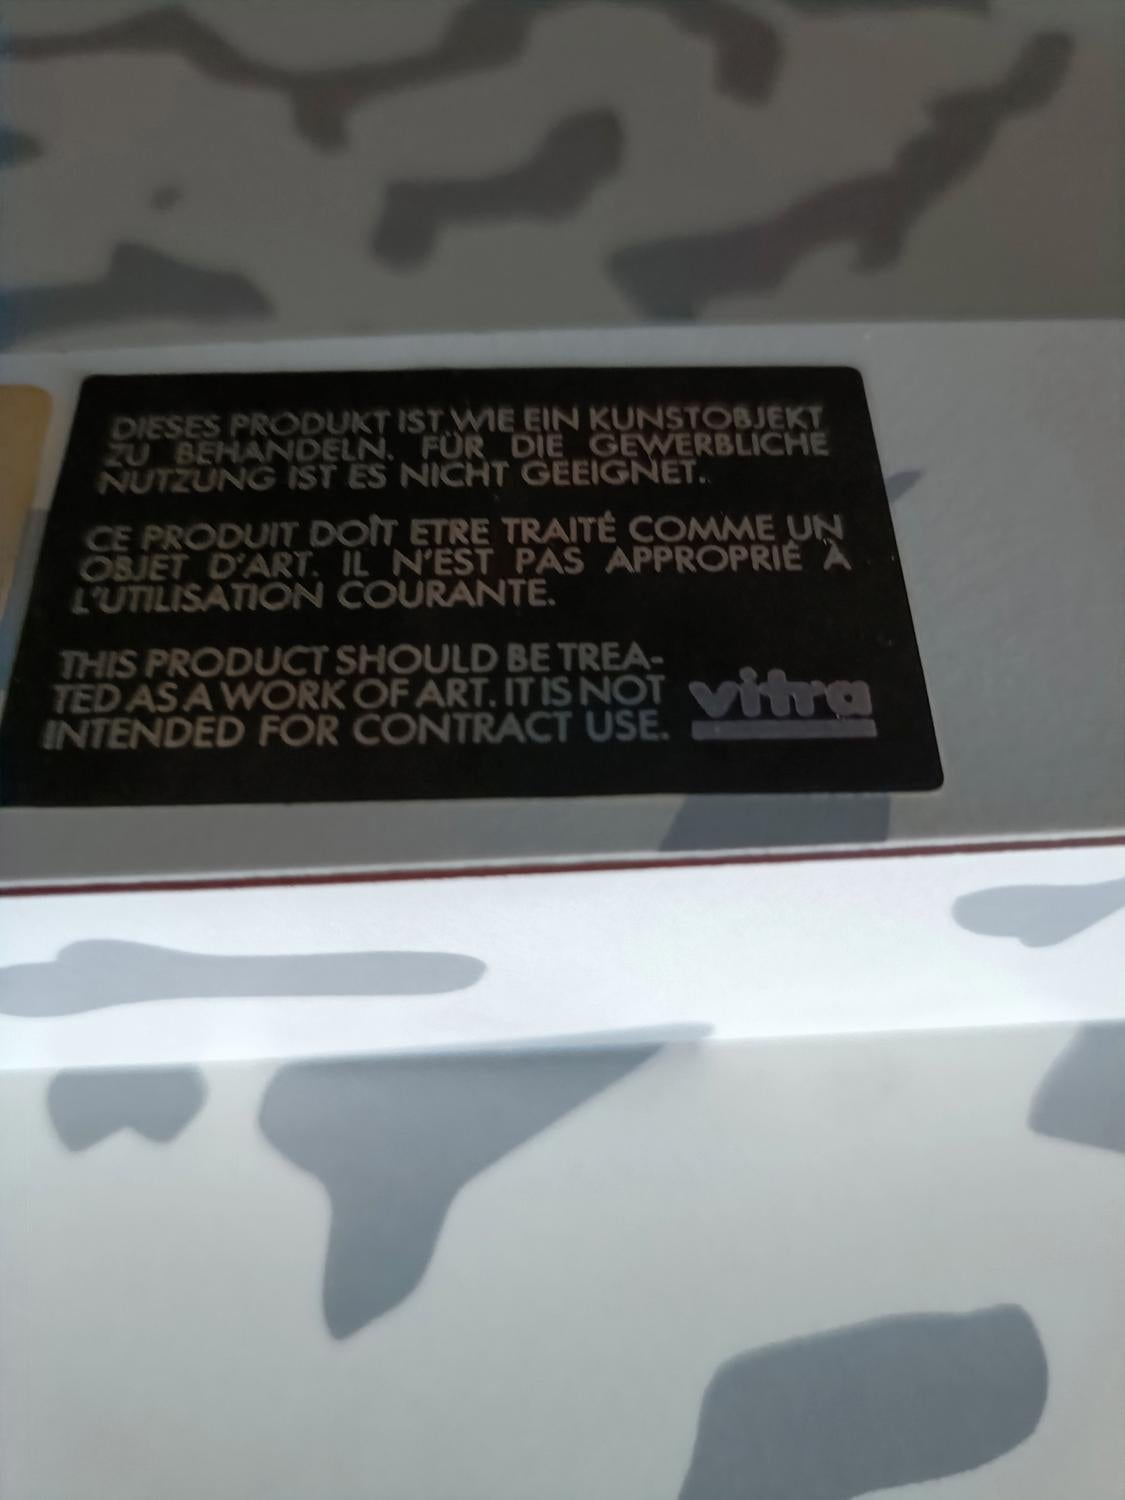 DIESES PRODUKT IST WIE EIN KUNSTOBJEKT
ZU BEHANDELN. FÜR DIE GEWERBLICHE
NUTZUNG IST ES NICHT GEEIGNET.
CE PRODUIT DOÎT ETRE TRAITÉ COMME UN
OBJET D'ART. IL N'EST PAS APPROPRIÉ À
L'UTILISATION COURANTE.
THIS PRODUCT SHOULD BE TREA-
TED AS A WORK OF ART. IT IS NOT
INTENDED FOR CONTRACT USE.
vitra